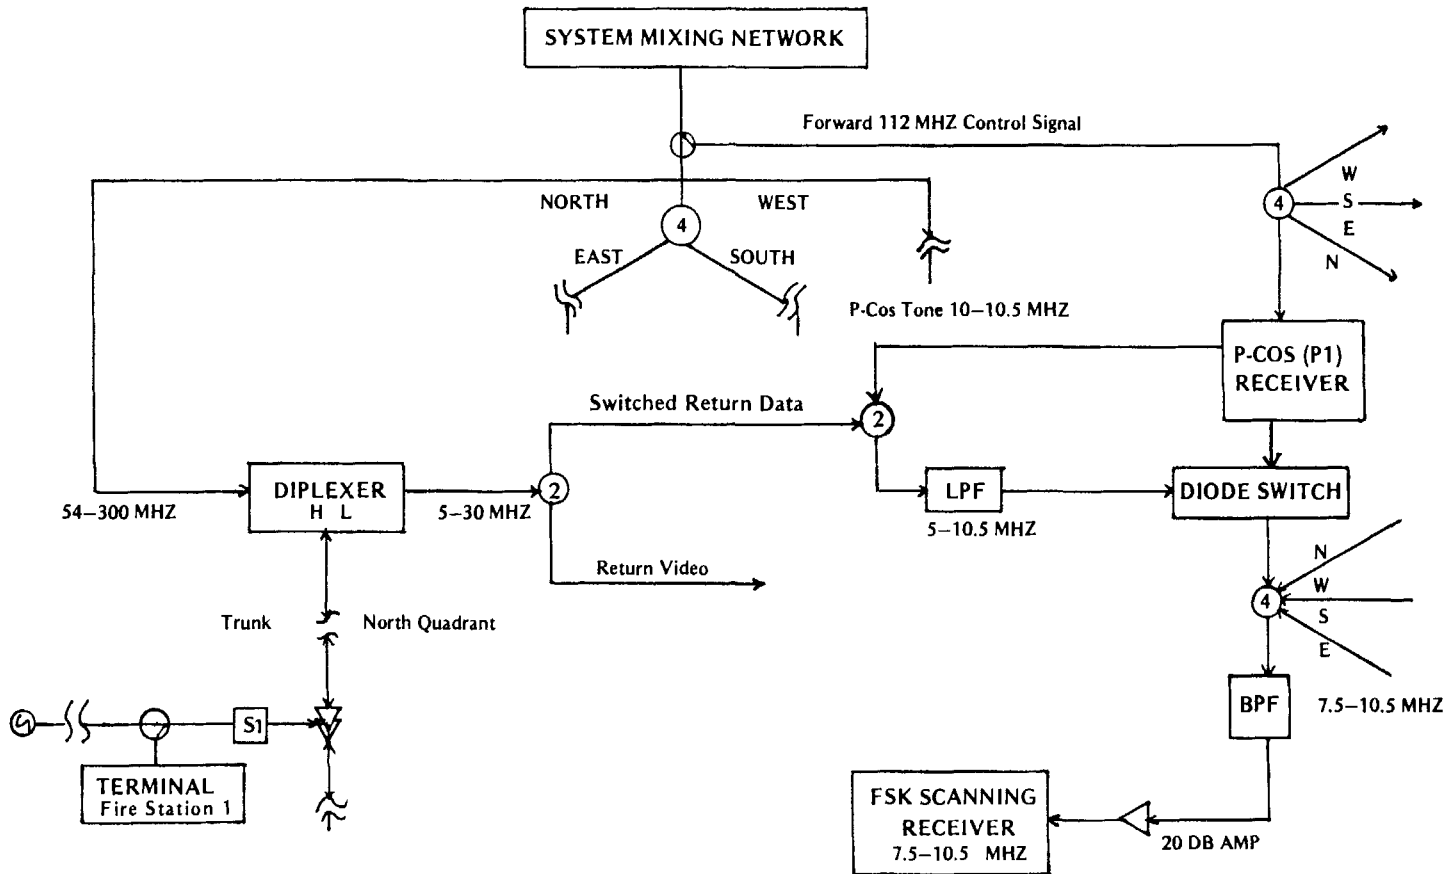 SYSTEM MIXING NETWORK
Forward 112 MHZ Control Signal
NORTH
WEST
4
EAST
SOUTH
4
W
S
E
N
P-Cos Tone 10–10.5 MHZ
P-COS (P1)
RECEIVER
Switched Return Data
2
DIPLEXER
H L
54–300 MHZ
5–30 MHZ
2
LPF
5–10.5 MHZ
DIODE SWITCH
Return Video
N
W
S
E
4
Trunk
North Quadrant
BPF
7.5–10.5 MHZ
S1
TERMINAL
Fire Station 1
FSK SCANNING
RECEIVER
7.5–10.5 MHZ
20 DB AMP